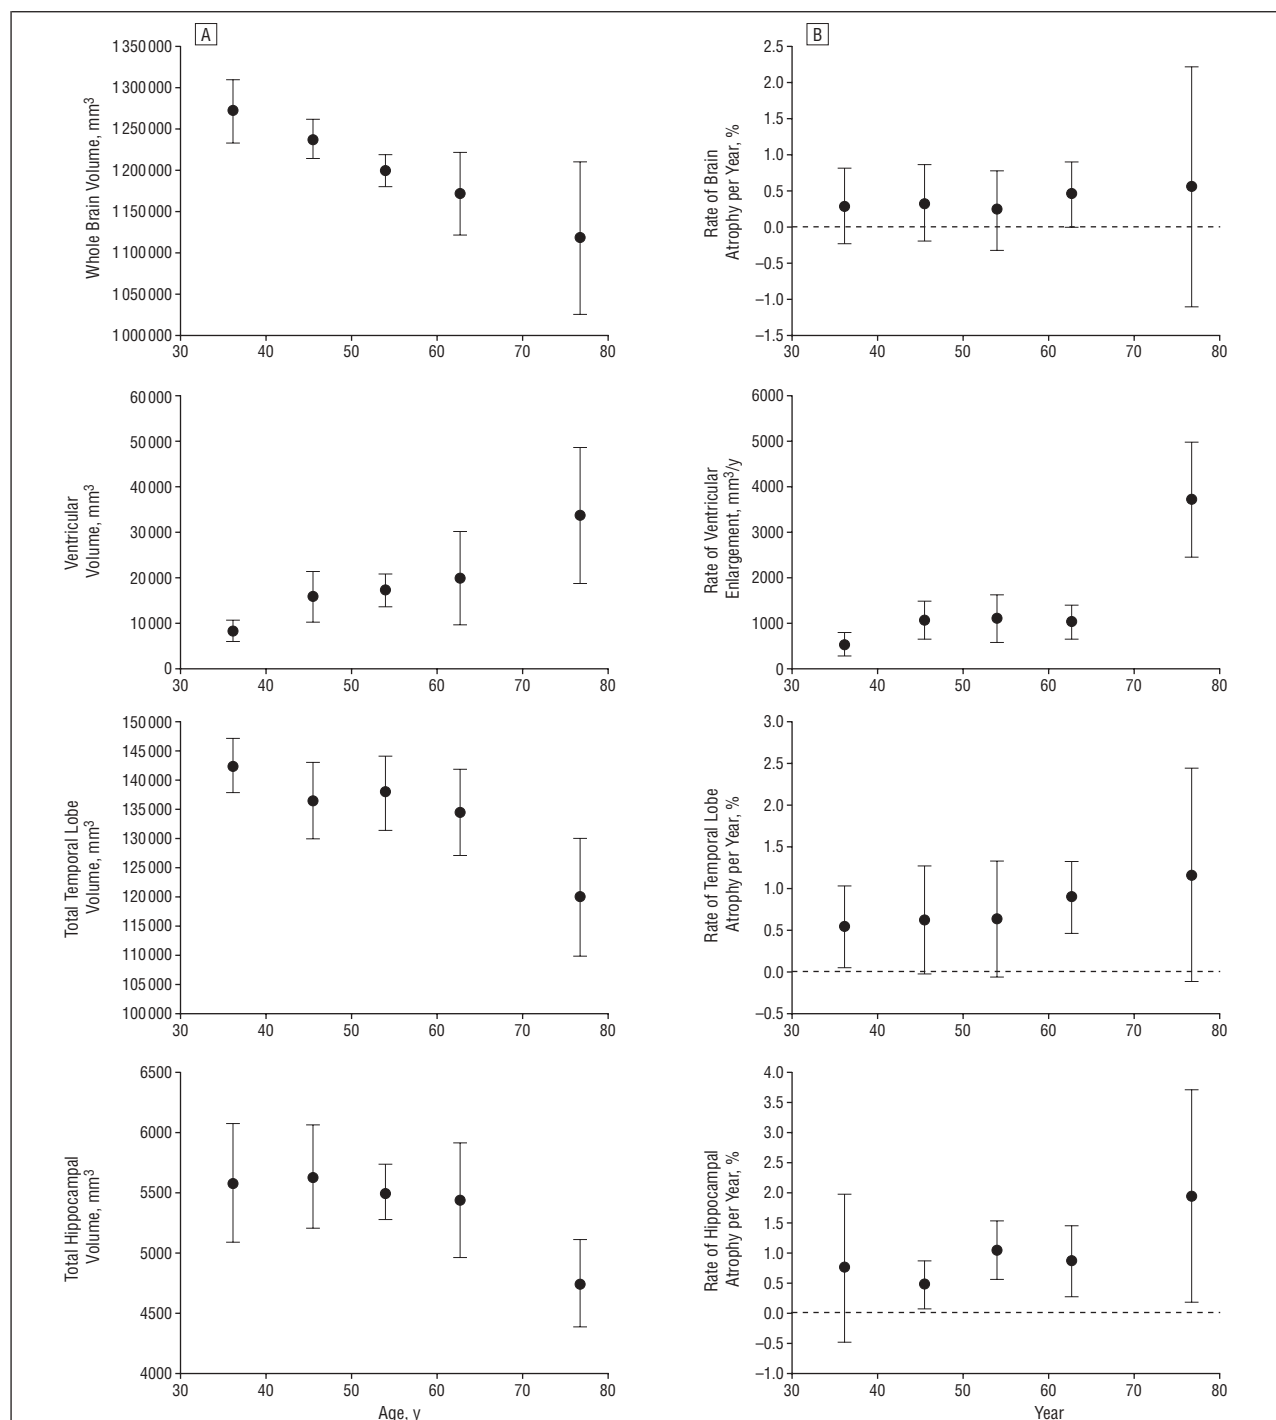 A
1 350 000
1 300 000
1 250 000
1 200 000
1 150 000
1 100 000
1 050 000
1 000 000
Whole Brain Volume, mm³
30 40 50 60 70 80
B
2.5
2.0
1.5
1.0
0.5
0.0
–0.5
–1.0
–1.5
Rate of Brain
Atrophy per Year, %
30 40 50 60 70 80
60 000
50 000
40 000
30 000
20 000
10 000
0
Ventricular
Volume, mm³
30 40 50 60 70 80
6000
5000
4000
3000
2000
1000
0
Rate of Ventricular
Enlargement, mm³/y
30 40 50 60 70 80
150 000
145 000
140 000
135 000
130 000
125 000
120 000
115 000
110 000
105 000
100 000
Total Temporal Lobe
Volume, mm³
30 40 50 60 70 80
3.0
2.5
2.0
1.5
1.0
0.5
0.0
–0.5
Rate of Temporal Lobe
Atrophy per Year, %
30 40 50 60 70 80
6500
6000
5500
5000
4500
4000
Total Hippocampal
Volume, mm³
30 40 50 60 70 80
Age, y
4.0
3.5
3.0
2.5
2.0
1.5
1.0
0.5
0.0
–0.5
–1.0
Rate of Hippocampal
Atrophy per Year, %
30 40 50 60 70 80
Year